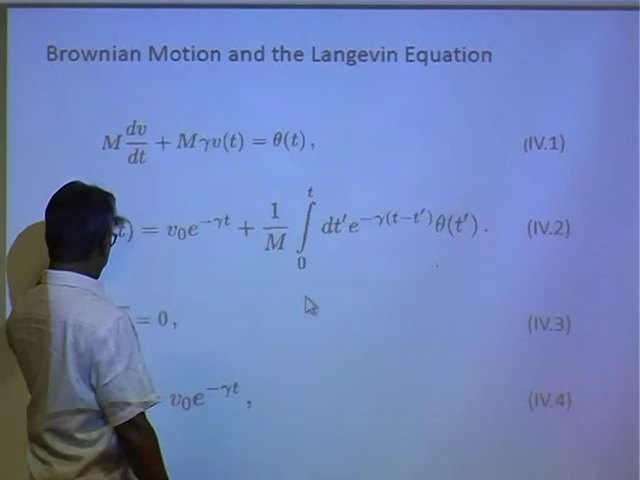 Brownian Motion and the Langevin Equation
M dv/dt + Mγv(t) = θ(t), (IV.1)
t) = v₀e^{−γt} + 1/M ∫₀^t dt′e^{−γ(t−t′)}θ(t′). (IV.2)
= 0, (IV.3)
v₀e^{−γt}, (IV.4)